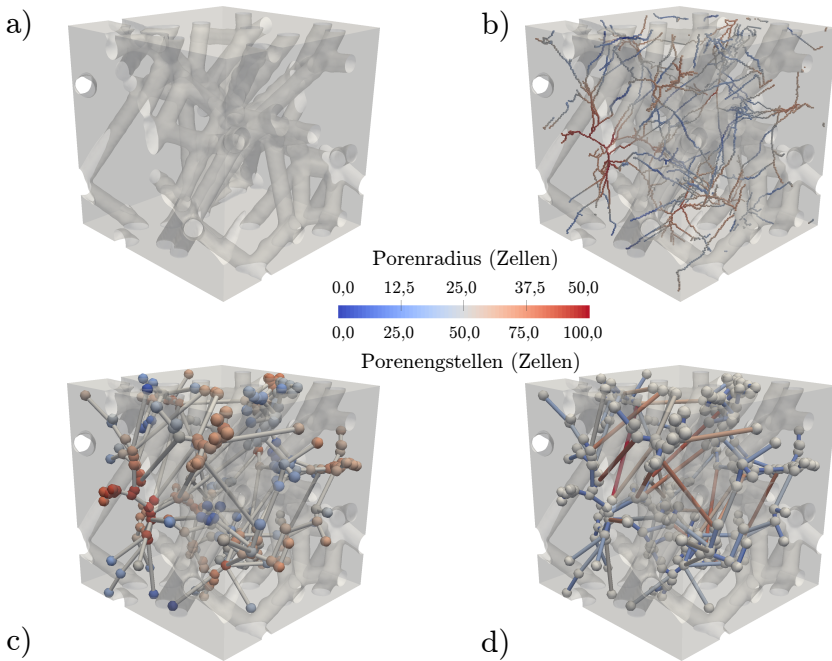 a)
b)
Porenradius (Zellen)
0,0 12,5 25,0 37,5 50,0
0,0 25,0 50,0 75,0 100,0
Porenengstellen (Zellen)
c)
d)